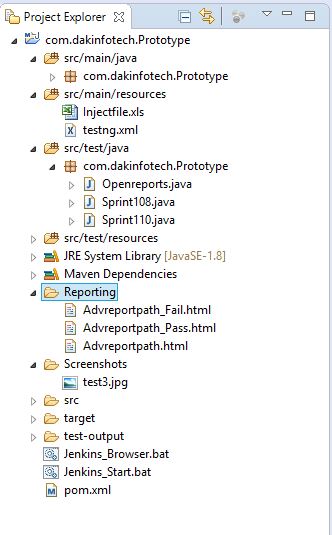 Project Explorer
com.dakinfotech.Prototype
src/main/java
com.dakinfotech.Prototype
src/main/resources
Injectfile.xls
testng.xml
src/test/java
com.dakinfotech.Prototype
Openreports.java
Sprint108.java
Sprint110.java
src/test/resources
JRE System Library [JavaSE-1.8]
Maven Dependencies
Reporting
Advreportpath_Fail.html
Advreportpath_Pass.html
Advreportpath.html
Screenshots
test3.jpg
src
target
test-output
Jenkins_Browser.bat
Jenkins_Start.bat
pom.xml